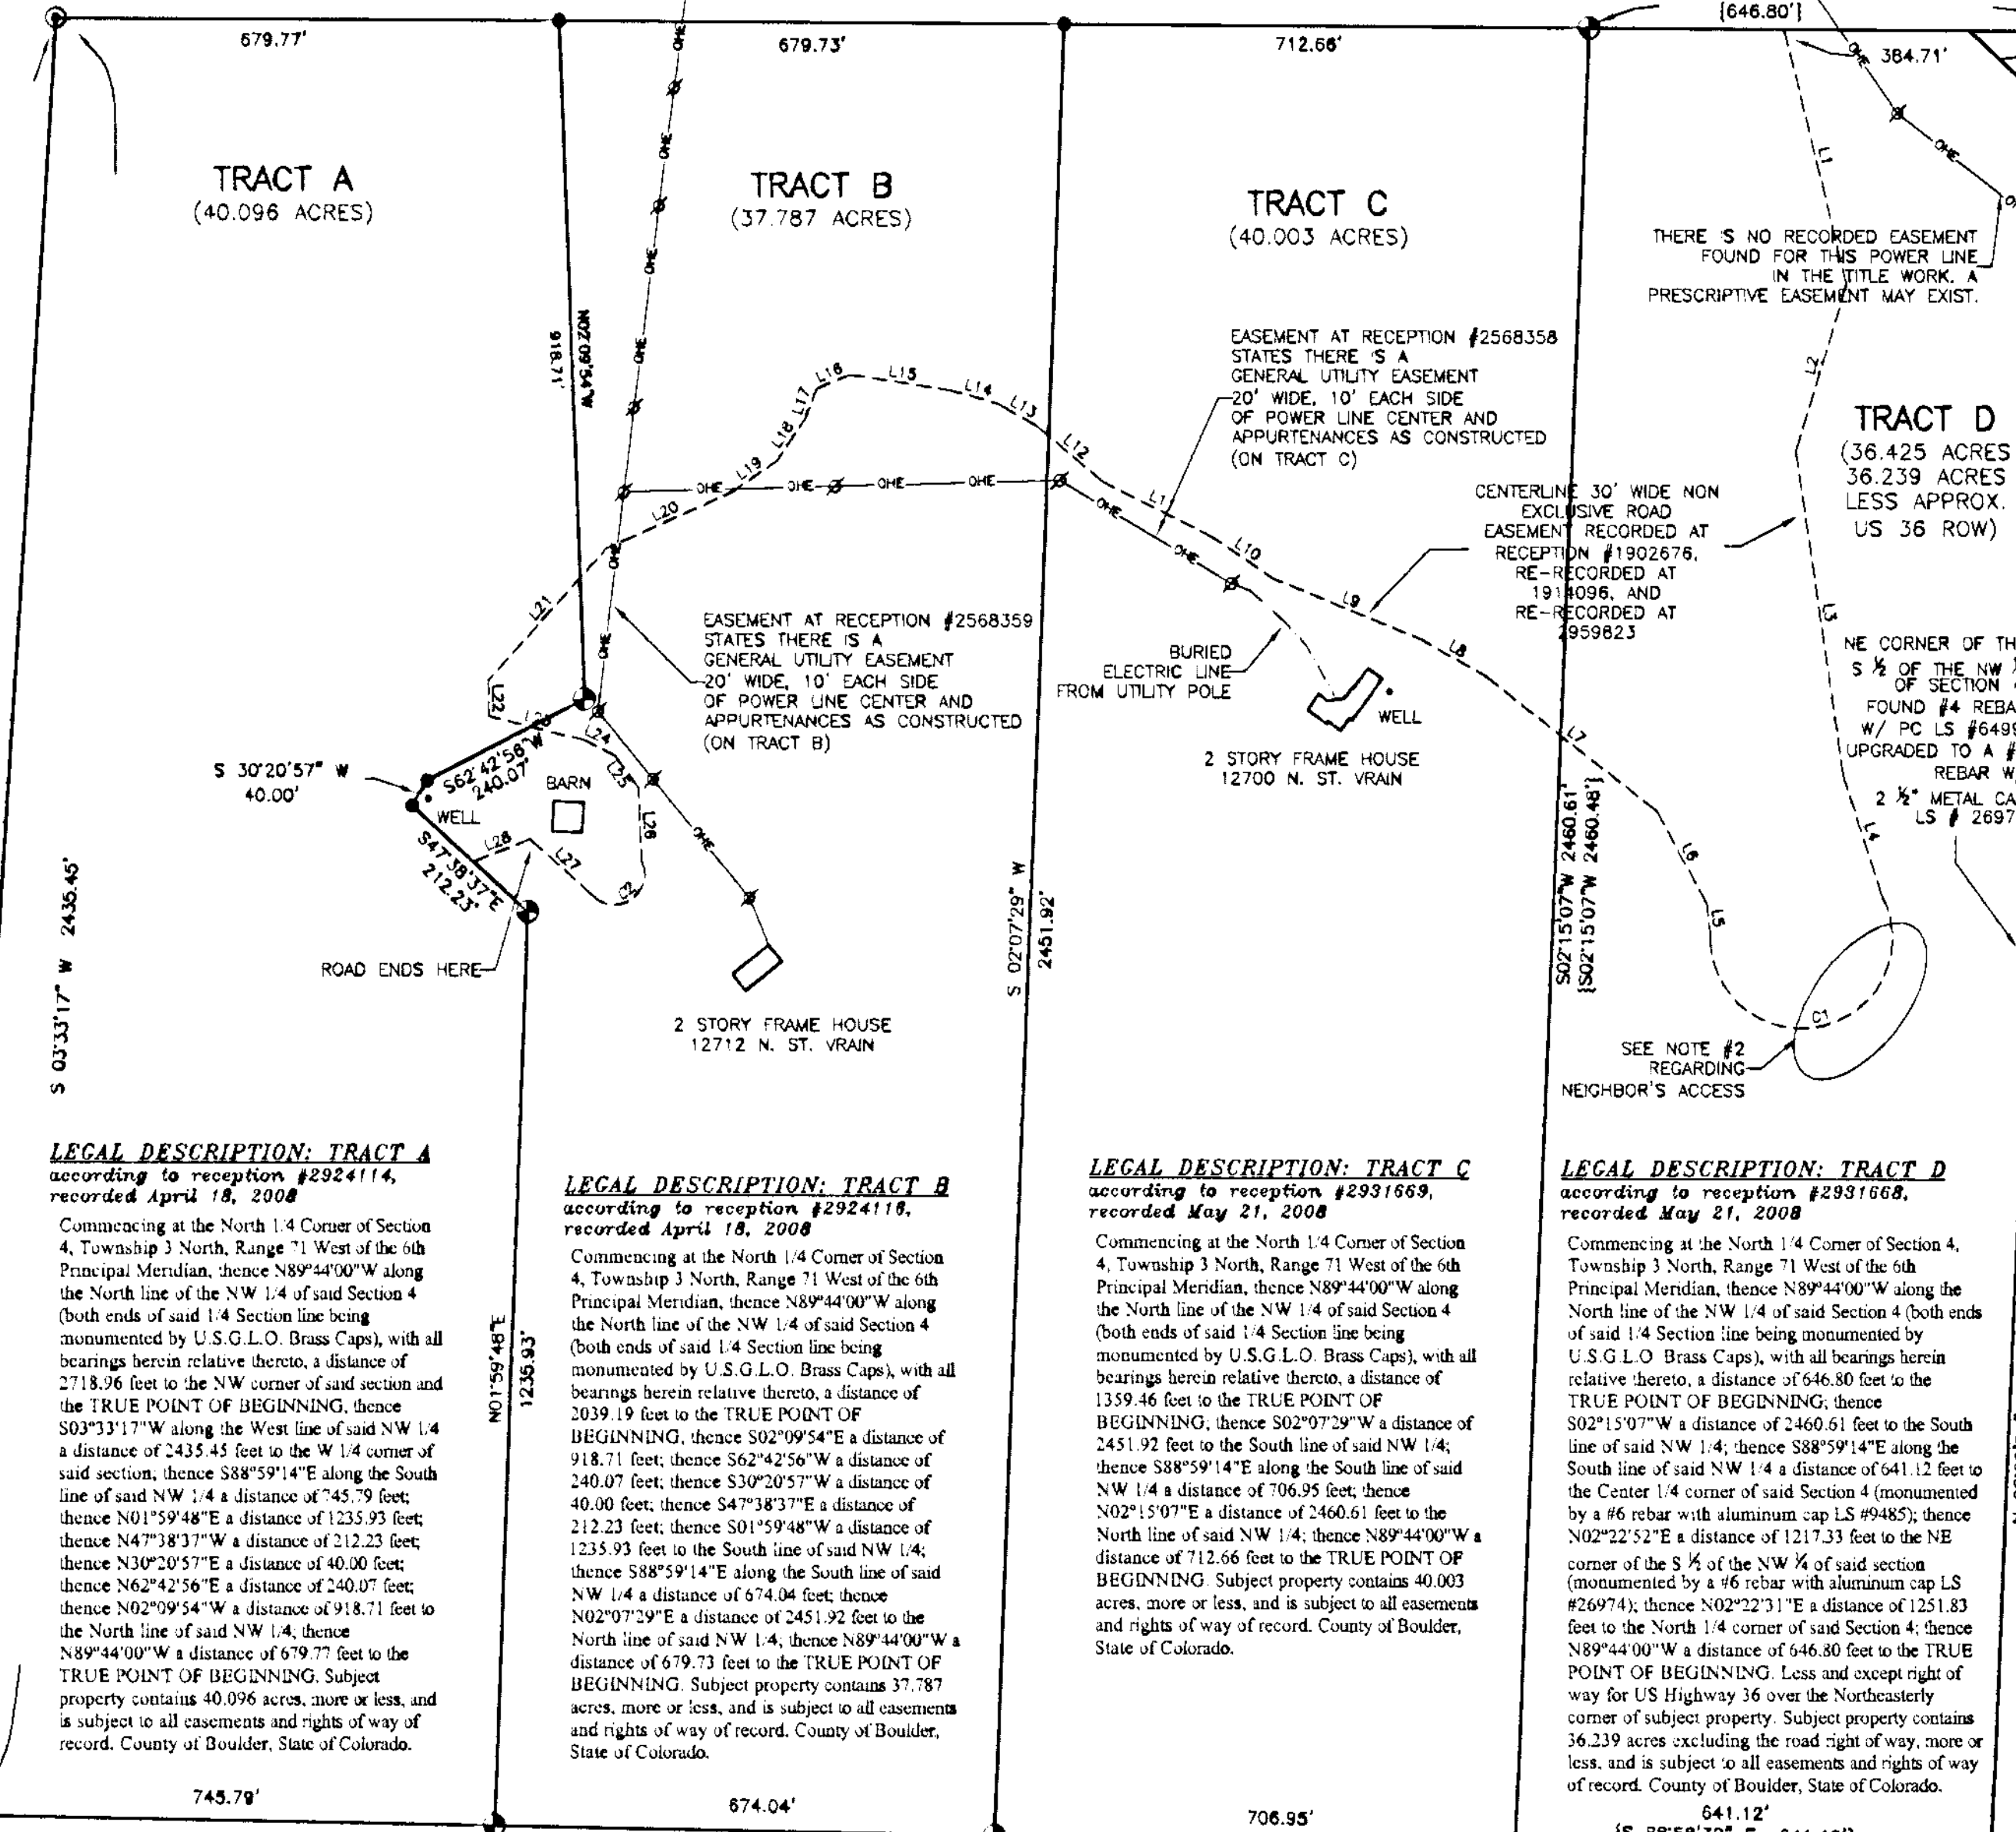 679.77'
679.73'
712.66'
{646.80'}
384.71'
TRACT A
(40.096 ACRES)
TRACT B
(37.787 ACRES)
TRACT C
(40.003 ACRES)
OHE
OHE
OHE
OHE
OHE
OHE
OHE
OHE
L1
THERE 'S NO RECORDED EASEMENT
FOUND FOR THIS POWER LINE
IN THE TITLE WORK. A
PRESCRIPTIVE EASEMENT MAY EXIST.
N02°09'54"W
918.71'
EASEMENT AT RECEPTION #2568358
STATES THERE 'S A
GENERAL UTILITY EASEMENT
20' WIDE, 10' EACH SIDE
OF POWER LINE CENTER AND
APPURTENANCES AS CONSTRUCTED
(ON TRACT C)
L2
TRACT D
(36.425 ACRES
36.239 ACRES
LESS APPROX.
US 36 ROW)
L16
L15
L14
L13
L17
L18
L12
L19
OHE
OHE
OHE
OHE
L20
L1
OHE
OHE
L10
L9
CENTERLINE 30' WIDE NON
EXCLUSIVE ROAD
EASEMENT RECORDED AT
RECEPTION #1902676,
RE-RECORDED AT
1914096, AND
RE-RECORDED AT
2959823
L3
L21
EASEMENT AT RECEPTION #2568359
STATES THERE IS A
GENERAL UTILITY EASEMENT
20' WIDE, 10' EACH SIDE
OF POWER LINE CENTER AND
APPURTENANCES AS CONSTRUCTED
(ON TRACT B)
BURIED
ELECTRIC LINE
FROM UTILITY POLE
L8
NE CORNER OF TH
S ½ OF THE NW
OF SECTION
FOUND #4 REBA
W/ PC LS #649
UPGRADED TO A #
REBAR W
2 ½" METAL CA
LS # 2697
L22
WELL
L7
2 STORY FRAME HOUSE
12700 N. ST. VRAIN
L24
S 30°20'57" W
40.00'
S62°42'56"W
240.07'
BARN
L25
WELL
L26
L4
L28
L27
OHE
L6
S47°38'37"E
212.23'
C2
L5
ROAD ENDS HERE
S 03°33'17" W 2435.45'
S 02°07'29" W
2451.92'
S02°15'07"W 2460.61'
{S02°15'07"W 2460.48'}
2 STORY FRAME HOUSE
12712 N. ST. VRAIN
C1
SEE NOTE #2
REGARDING
NEIGHBOR'S ACCESS
LEGAL DESCRIPTION: TRACT A
according to reception #2924114,
recorded April 18, 2008
Commencing at the North 1/4 Corner of Section
4, Township 3 North, Range 71 West of the 6th
Principal Meridian, thence N89°44'00"W along
the North line of the NW 1/4 of said Section 4
(both ends of said 1/4 Section line being
monumented by U.S.G.L.O. Brass Caps), with all
bearings herein relative thereto, a distance of
2718.96 feet to the NW corner of said section and
the TRUE POINT OF BEGINNING, thence
S03°33'17"W along the West line of said NW 1/4
a distance of 2435.45 feet to the W 1/4 corner of
said section; thence S88°59'14"E along the South
line of said NW 1/4 a distance of 745.79 feet;
thence N01°59'48"E a distance of 1235.93 feet;
thence N47°38'37"W a distance of 212.23 feet;
thence N30°20'57"E a distance of 40.00 feet;
thence N62°42'56"E a distance of 240.07 feet;
thence N02°09'54"W a distance of 918.71 feet to
the North line of said NW 1/4; thence
N89°44'00"W a distance of 679.77 feet to the
TRUE POINT OF BEGINNING. Subject
property contains 40.096 acres, more or less, and
is subject to all easements and rights of way of
record. County of Boulder, State of Colorado.
745.79'
N01°59'48"E
1235.93'
LEGAL DESCRIPTION: TRACT B
according to reception #2924116,
recorded April 18, 2008
Commencing at the North 1/4 Corner of Section
4, Township 3 North, Range 71 West of the 6th
Principal Meridian, thence N89°44'00"W along
the North line of the NW 1/4 of said Section 4
(both ends of said 1/4 Section line being
monumented by U.S.G.L.O. Brass Caps), with all
bearings herein relative thereto, a distance of
2039.19 feet to the TRUE POINT OF
BEGINNING, thence S02°09'54"E a distance of
918.71 feet; thence S62°42'56"W a distance of
240.07 feet; thence S30°20'57"W a distance of
40.00 feet; thence S47°38'37"E a distance of
212.23 feet; thence S01°59'48"W a distance of
1235.93 feet to the South line of said NW 1/4;
thence S88°59'14"E along the South line of said
NW 1/4 a distance of 674.04 feet; thence
N02°07'29"E a distance of 2451.92 feet to the
North line of said NW 1/4; thence N89°44'00"W a
distance of 679.73 feet to the TRUE POINT OF
BEGINNING. Subject property contains 37.787
acres, more or less, and is subject to all easements
and rights of way of record. County of Boulder,
State of Colorado.
674.04'
LEGAL DESCRIPTION: TRACT C
according to reception #2931669,
recorded May 21, 2008
Commencing at the North 1/4 Corner of Section
4, Township 3 North, Range 71 West of the 6th
Principal Meridian, thence N89°44'00"W along
the North line of the NW 1/4 of said Section 4
(both ends of said 1/4 Section line being
monumented by U.S.G.L.O. Brass Caps), with all
bearings herein relative thereto, a distance of
1359.46 feet to the TRUE POINT OF
BEGINNING; thence S02°07'29"W a distance of
2451.92 feet to the South line of said NW 1/4;
thence S88°59'14"E along the South line of said
NW 1/4 a distance of 706.95 feet; thence
N02°15'07"E a distance of 2460.61 feet to the
North line of said NW 1/4; thence N89°44'00"W a
distance of 712.66 feet to the TRUE POINT OF
BEGINNING. Subject property contains 40.003
acres, more or less, and is subject to all easements
and rights of way of record. County of Boulder,
State of Colorado.
706.95'
LEGAL DESCRIPTION: TRACT D
according to reception #2931668,
recorded May 21, 2008
Commencing at the North 1/4 Corner of Section 4,
Township 3 North, Range 71 West of the 6th
Principal Meridian, thence N89°44'00"W along the
North line of the NW 1/4 of said Section 4 (both ends
of said 1/4 Section line being monumented by
U.S.G.L.O Brass Caps), with all bearings herein
relative thereto, a distance of 646.80 feet to the
TRUE POINT OF BEGINNING; thence
S02°15'07"W a distance of 2460.61 feet to the South
line of said NW 1/4; thence S88°59'14"E along the
South line of said NW 1/4 a distance of 641.12 feet to
the Center 1/4 corner of said Section 4 (monumented
by a #6 rebar with aluminum cap LS #9485); thence
N02°22'52"E a distance of 1217.33 feet to the NE
corner of the S ½ of the NW ¼ of said section
(monumented by a #6 rebar with aluminum cap LS
#26974); thence N02°22'31"E a distance of 1251.83
feet to the North 1/4 corner of said Section 4; thence
N89°44'00"W a distance of 646.80 feet to the TRUE
POINT OF BEGINNING. Less and except right of
way for US Highway 36 over the Northeasterly
corner of subject property. Subject property contains
36.239 acres excluding the road right of way, more or
less, and is subject to all easements and rights of way
of record. County of Boulder, State of Colorado.
641.12'